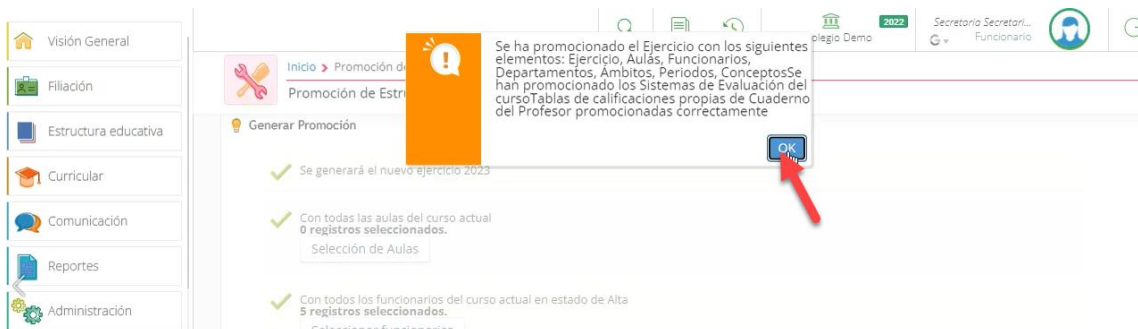 2022
Secretaria Secretari...
olegio Demo
G
Funcionario
Visión General
Filiación
Estructura educativa
Curricular
Comunicación
Reportes
Administración
Inicio > Promoción d
Promoción de Estr
Se ha promocionado el Ejercicio con los siguientes
elementos: Ejercicio, Aulas, Funcionarios,
Departamentos, Ámbitos, Periodos, ConceptosSe
han promocionado los Sistemas de Evaluación del
cursoTablas de calificaciones propias de Cuaderno
del Profesor promocionadas correctamente
OK
Generar Promoción
Se generará el nuevo ejercicio 2023
Con todas las aulas del curso actual
0 registros seleccionados.
Selección de Aulas
Con todos los funcionarios del curso actual en estado de Alta
5 registros seleccionados.
Seleccionar funcionarios